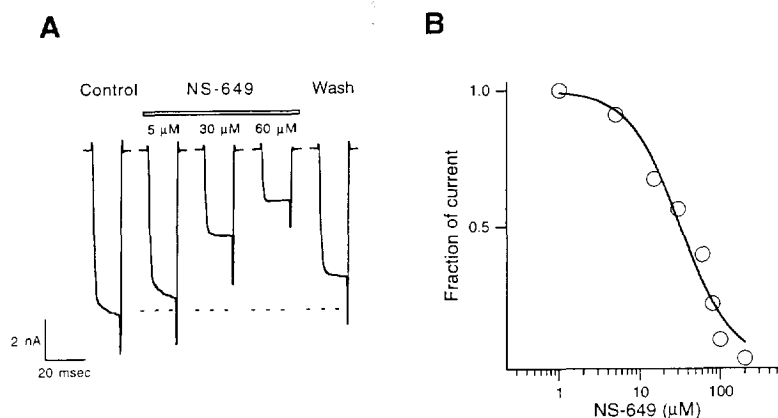 A
Control NS-649 Wash
5 μM 30 μM 60 μM
2 nA
20 msec
B
Fraction of current
1.0
0.5
1 10 100
NS-649 (μM)